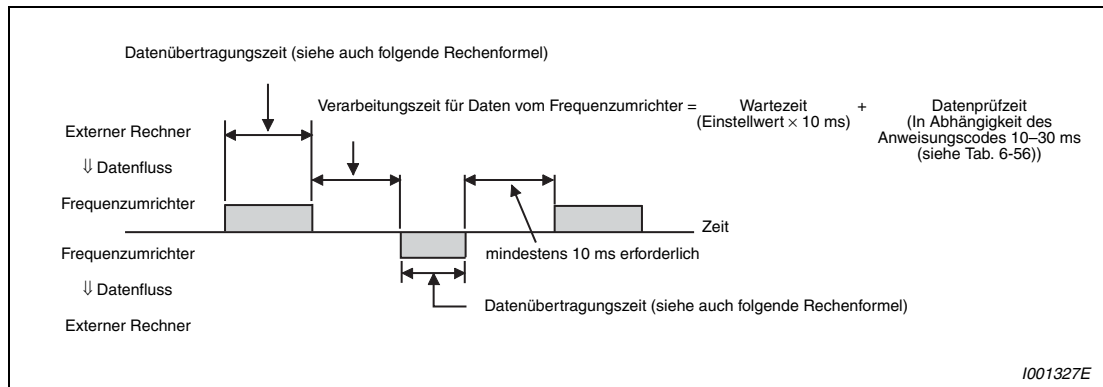 Datenübertragungszeit (siehe auch folgende Rechenformel)
Verarbeitungszeit für Daten vom Frequenzumrichter = Wartezeit + Datenprüfzeit
(Einstellwert × 10 ms) (In Abhängigkeit des
Anweisungscodes 10–30 ms
(siehe Tab. 6-56))
Externer Rechner
⇓ Datenfluss
Frequenzumrichter
Zeit
Frequenzumrichter
mindestens 10 ms erforderlich
⇓ Datenfluss
Datenübertragungszeit (siehe auch folgende Rechenformel)
Externer Rechner
I001327E